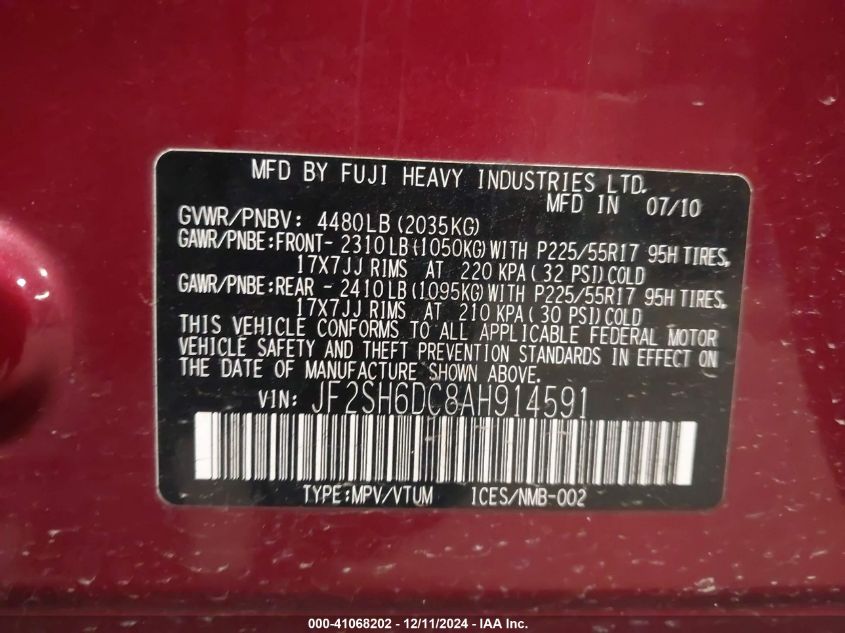 MFD BY FUJI HEAVY INDUSTRIES LTD.
MFD IN 07/10
GVWR/PNBV: 4480LB (2035KG)
GAWR/PNBE:FRONT- 2310LB (1050KG) WITH P225/55R17 95H TIRES,
17X7JJ RIMS AT 220 KPA ( 32 PSI) COLD
GAWR/PNBE:REAR - 2410LB (1095KG) WITH P225/55R17 95H TIRES,
17X7JJ RIMS AT 210 KPA ( 30 PSI) COLD
THIS VEHICLE CONFORMS TO ALL APPLICABLE FEDERAL MOTOR
VEHICLE SAFETY AND THEFT PREVENTION STANDARDS IN EFFECT ON
THE DATE OF MANUFACTURE SHOWN ABOVE.
VIN: JF2SH6DC8AH914591
TYPE:MPV/VTUM ICES/NMB-002
000-41068202 - 12/11/2024 - IAA Inc.